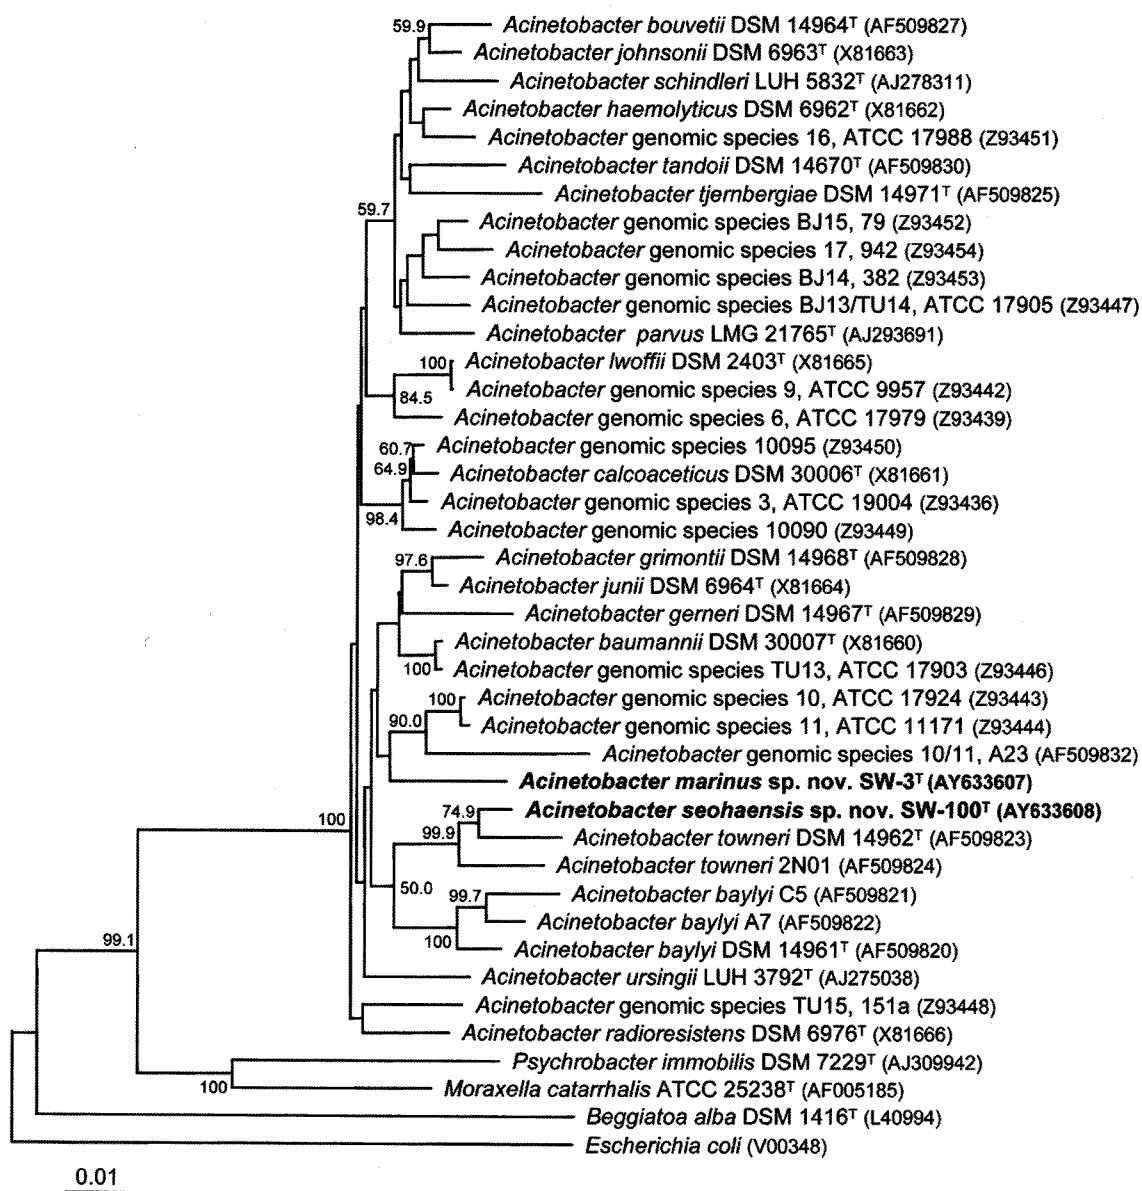 59.9 Acinetobacter bouvetii DSM 14964ᵀ (AF509827)
Acinetobacter johnsonii DSM 6963ᵀ (X81663)
Acinetobacter schindleri LUH 5832ᵀ (AJ278311)
Acinetobacter haemolyticus DSM 6962ᵀ (X81662)
Acinetobacter genomic species 16, ATCC 17988 (Z93451)
Acinetobacter tandoii DSM 14670ᵀ (AF509830)
Acinetobacter tjernbergiae DSM 14971ᵀ (AF509825)
59.7
Acinetobacter genomic species BJ15, 79 (Z93452)
Acinetobacter genomic species 17, 942 (Z93454)
Acinetobacter genomic species BJ14, 382 (Z93453)
Acinetobacter genomic species BJ13/TU14, ATCC 17905 (Z93447)
Acinetobacter parvus LMG 21765ᵀ (AJ293691)
100 Acinetobacter lwoffii DSM 2403ᵀ (X81665)
84.5 Acinetobacter genomic species 9, ATCC 9957 (Z93442)
Acinetobacter genomic species 6, ATCC 17979 (Z93439)
60.7 Acinetobacter genomic species 10095 (Z93450)
64.9 Acinetobacter calcoaceticus DSM 30006ᵀ (X81661)
Acinetobacter genomic species 3, ATCC 19004 (Z93436)
98.4 Acinetobacter genomic species 10090 (Z93449)
97.6 Acinetobacter grimontii DSM 14968ᵀ (AF509828)
Acinetobacter junii DSM 6964ᵀ (X81664)
Acinetobacter gerneri DSM 14967ᵀ (AF509829)
Acinetobacter baumannii DSM 30007ᵀ (X81660)
100 Acinetobacter genomic species TU13, ATCC 17903 (Z93446)
100 Acinetobacter genomic species 10, ATCC 17924 (Z93443)
90.0 Acinetobacter genomic species 11, ATCC 11171 (Z93444)
Acinetobacter genomic species 10/11, A23 (AF509832)
Acinetobacter marinus sp. nov. SW-3ᵀ (AY633607)
74.9 Acinetobacter seohaensis sp. nov. SW-100ᵀ (AY633608)
100
99.9 Acinetobacter towneri DSM 14962ᵀ (AF509823)
Acinetobacter towneri 2N01 (AF509824)
50.0
99.7 Acinetobacter baylyi C5 (AF509821)
Acinetobacter baylyi A7 (AF509822)
99.1
100 Acinetobacter baylyi DSM 14961ᵀ (AF509820)
Acinetobacter ursingii LUH 3792ᵀ (AJ275038)
Acinetobacter genomic species TU15, 151a (Z93448)
Acinetobacter radioresistens DSM 6976ᵀ (X81666)
Psychrobacter immobilis DSM 7229ᵀ (AJ309942)
100 Moraxella catarrhalis ATCC 25238ᵀ (AF005185)
Beggiatoa alba DSM 1416ᵀ (L40994)
Escherichia coli (V00348)
0.01